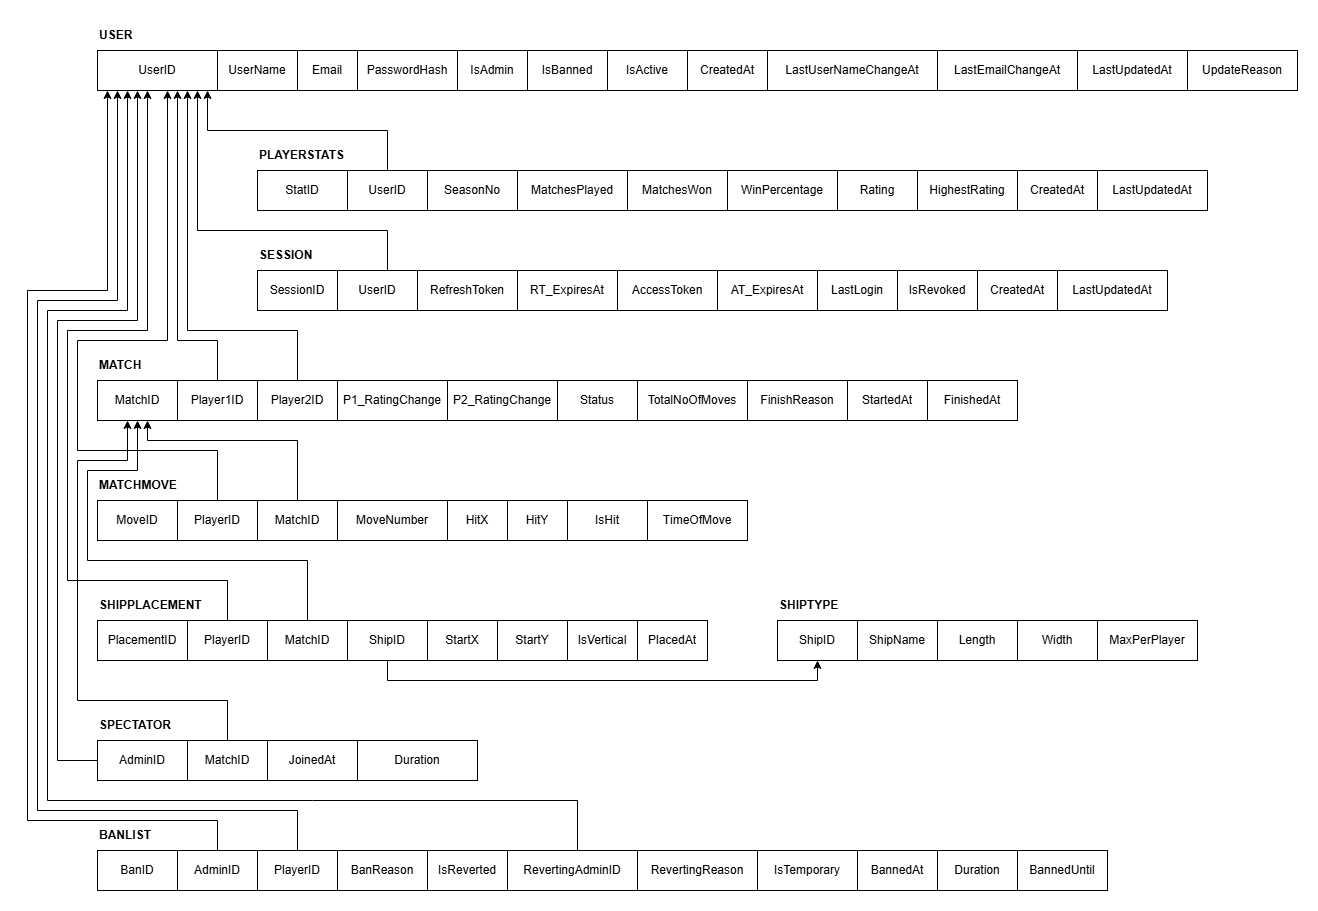 USER
UserID UserName Email PasswordHash IsAdmin IsBanned IsActive CreatedAt LastUserNameChangeAt LastEmailChangeAt LastUpdatedAt UpdateReason
PLAYERSTATS
StatID UserID SeasonNo MatchesPlayed MatchesWon WinPercentage Rating HighestRating CreatedAt LastUpdatedAt
SESSION
SessionID UserID RefreshToken RT_ExpiresAt AccessToken AT_ExpiresAt LastLogin IsRevoked CreatedAt LastUpdatedAt
MATCH
MatchID Player1ID Player2ID P1_RatingChange P2_RatingChange Status TotalNoOfMoves FinishReason StartedAt FinishedAt
MATCHMOVE
MoveID PlayerID MatchID MoveNumber HitX HitY IsHit TimeOfMove
SHIPPLACEMENT SHIPTYPE
PlacementID PlayerID MatchID ShipID StartX StartY IsVertical PlacedAt ShipID ShipName Length Width MaxPerPlayer
SPECTATOR
AdminID MatchID JoinedAt Duration
BANLIST
BanID AdminID PlayerID BanReason IsReverted RevertingAdminID RevertingReason IsTemporary BannedAt Duration BannedUntil